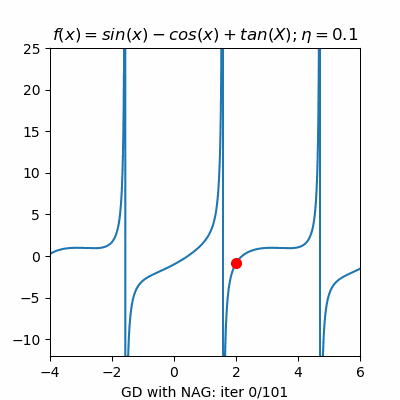 f(x) = sin(x) − cos(x) + tan(X); η = 0.1
25
20
15
10
5
0
−5
−10
−4 −2 0 2 4 6
GD with NAG: iter 0/101